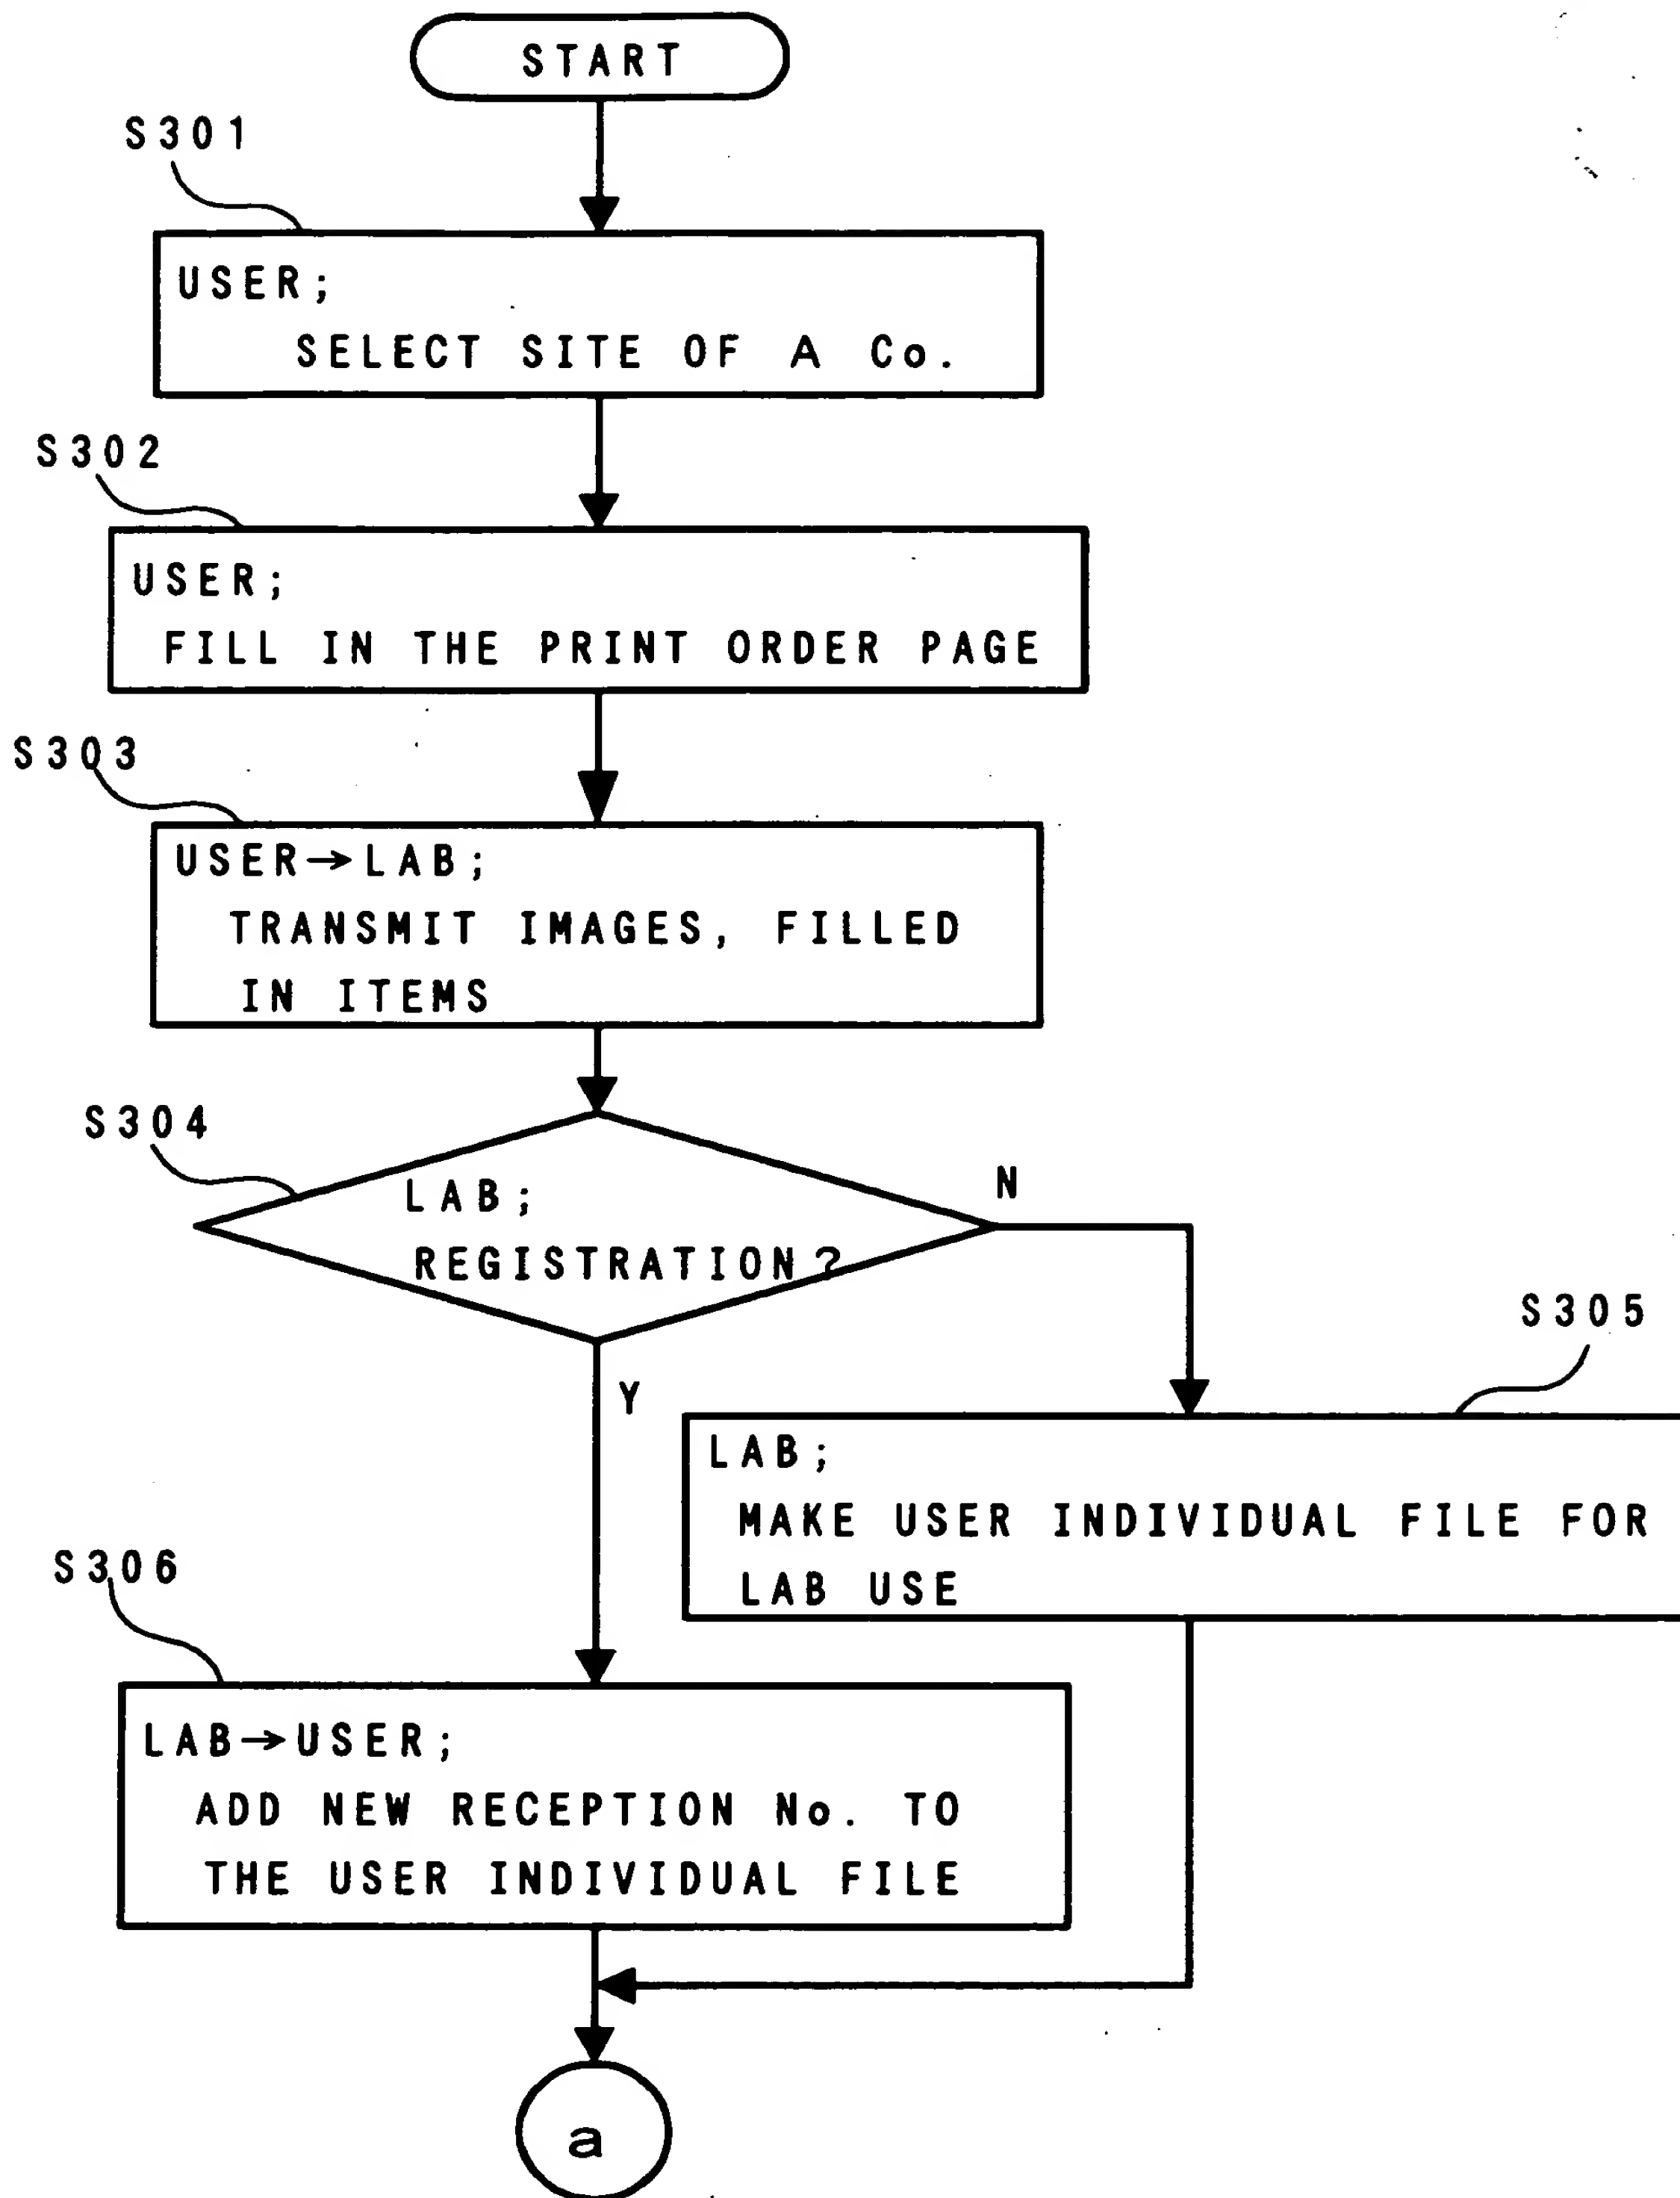 START
S301
USER;
SELECT SITE OF A Co.
S302
USER;
FILL IN THE PRINT ORDER PAGE
S303
USER→LAB;
TRANSMIT IMAGES, FILLED
IN ITEMS
S304
LAB;
REGISTRATION?
N
Y
S305
LAB;
MAKE USER INDIVIDUAL FILE FOR
LAB USE
S306
LAB→USER;
ADD NEW RECEPTION No. TO
THE USER INDIVIDUAL FILE
a